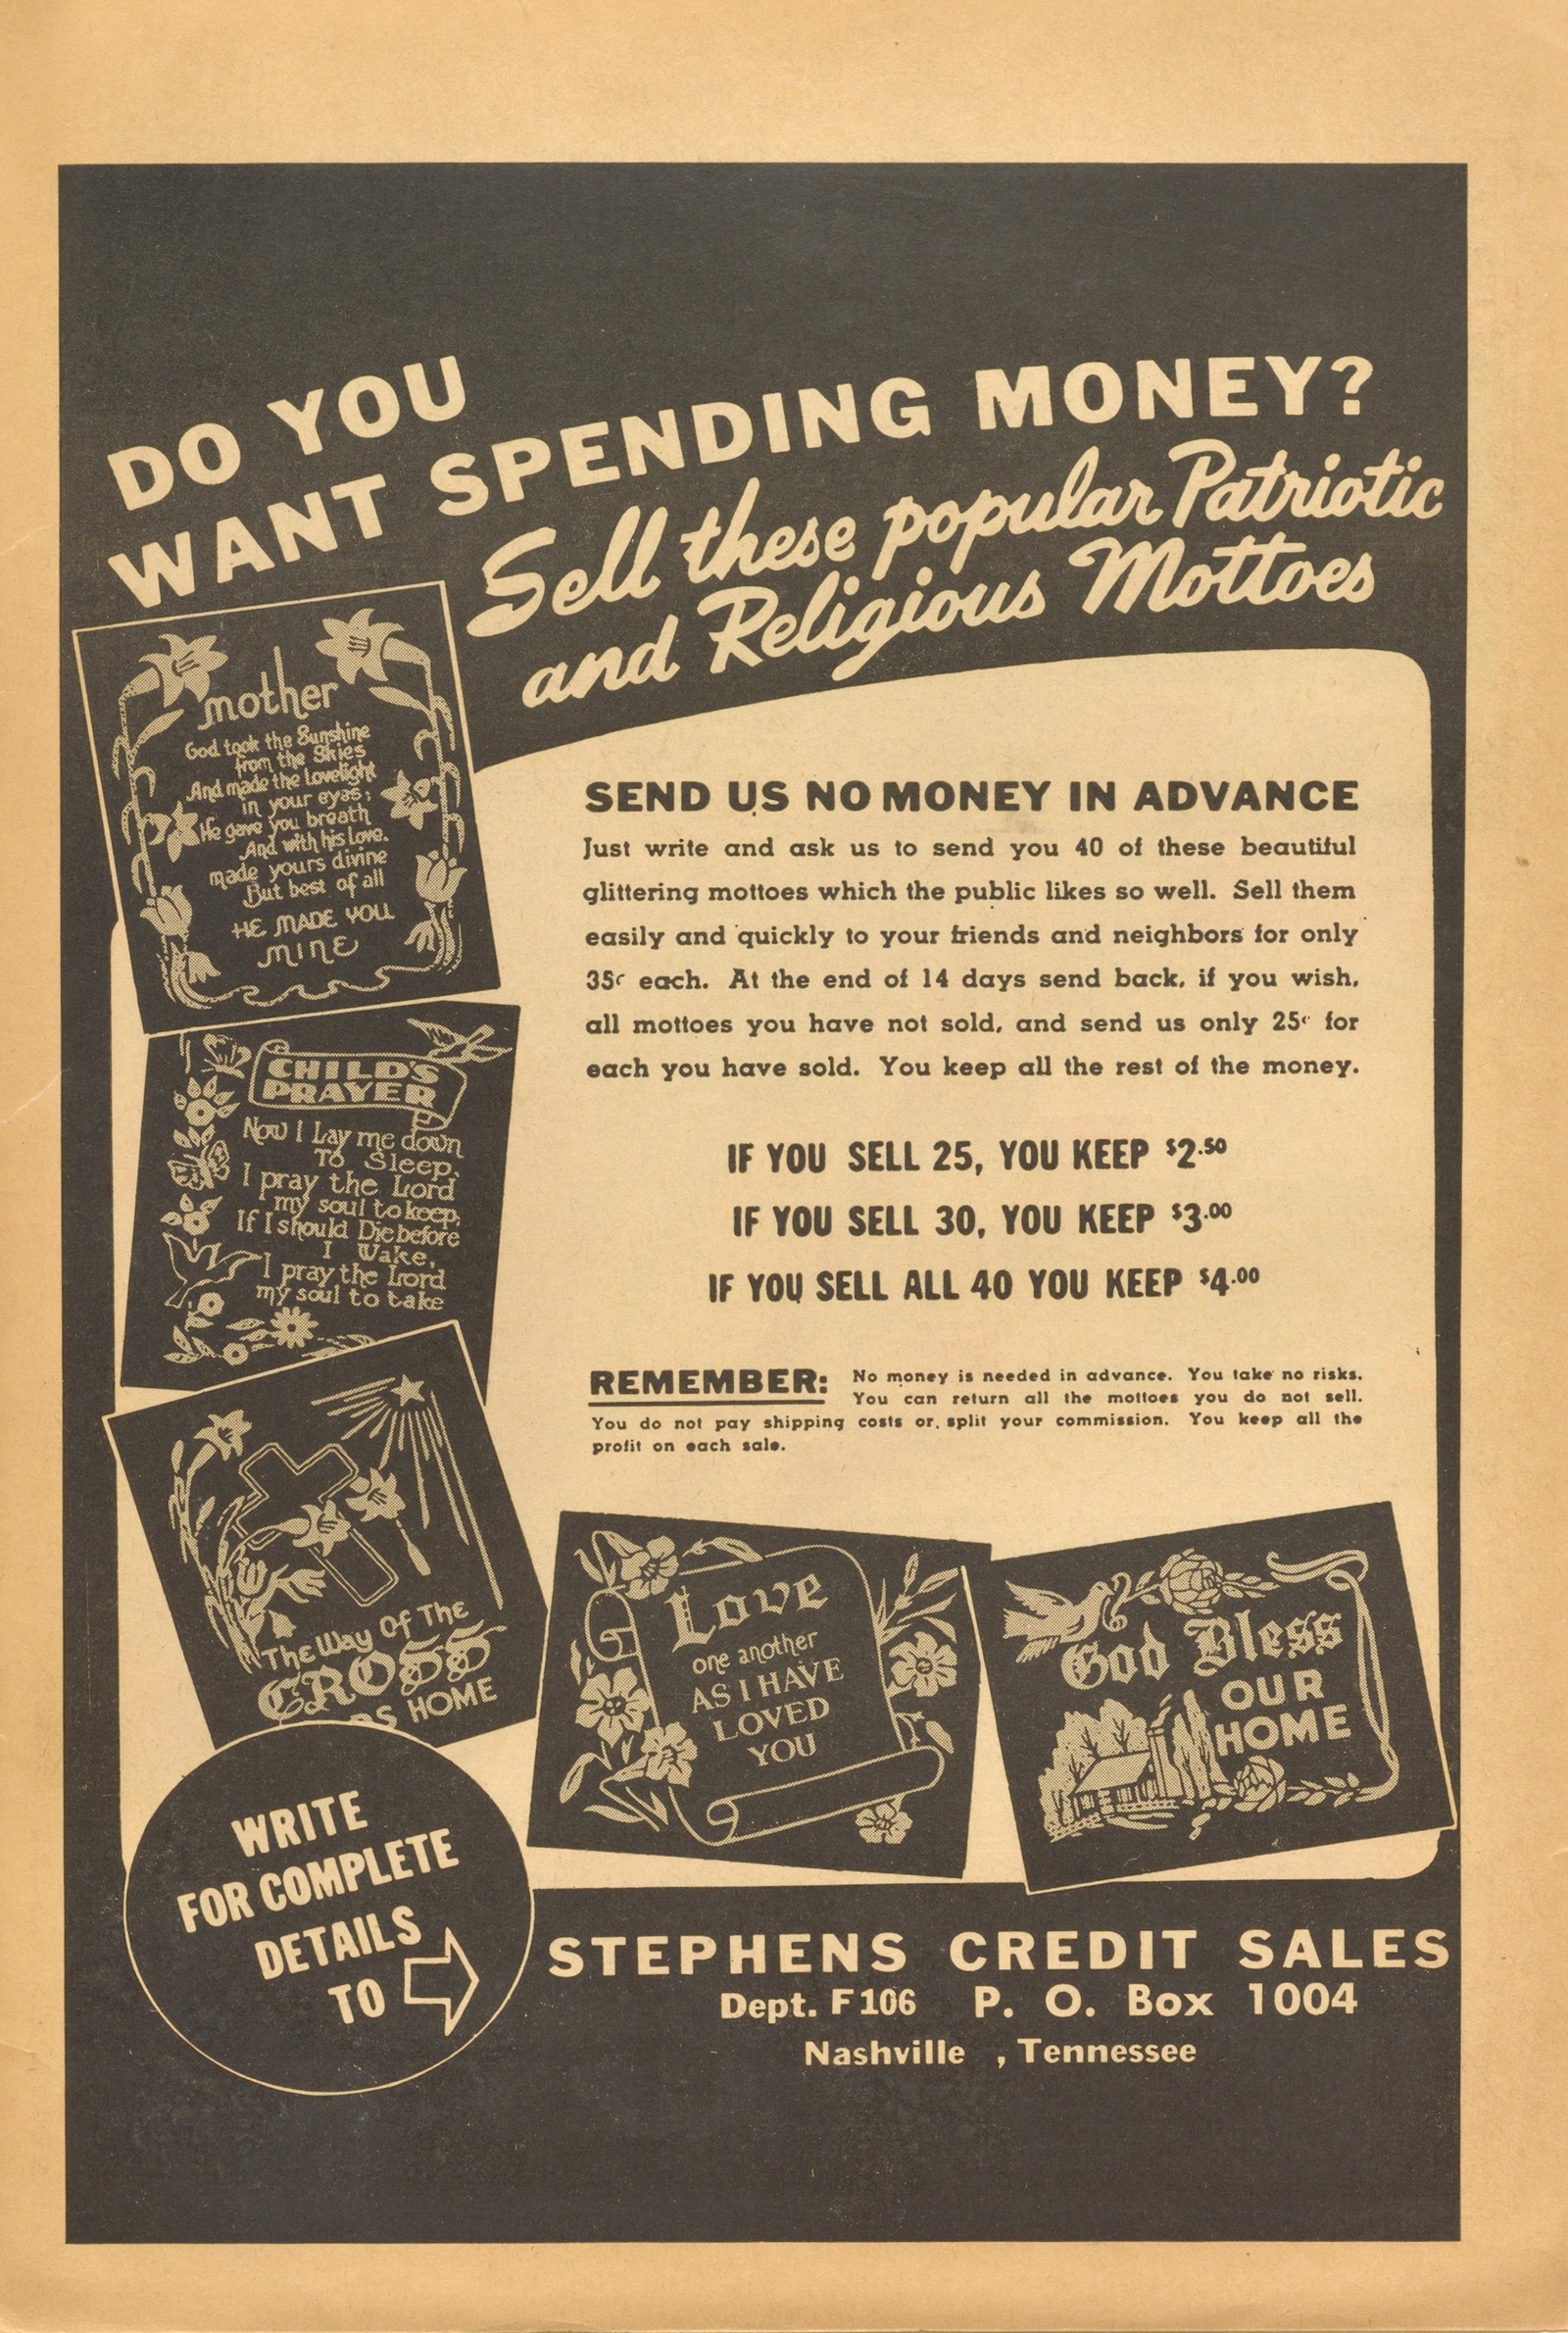 DO YOU
WANT SPENDING MONEY?
Sell these popular Patriotic
and Religious Mottoes
mother
God took the Sunshine
from the Skies
And made the Lovelight
in your eyes;
He gave you breath
And with his love.
made yours divine
But best of all
HE MADE YOU
MINE
CHILD'S
PRAYER
Now I Lay me down
To Sleep,
I pray the Lord
my soul to keep,
If I should Die before
I Wake,
I pray the Lord
my soul to take
The Way Of The
CROSS
DS HOME
SEND US NO MONEY IN ADVANCE
Just write and ask us to send you 40 of these beautiful
glittering mottoes which the public likes so well. Sell them
easily and quickly to your friends and neighbors for only
35c each. At the end of 14 days send back, if you wish,
all mottoes you have not sold, and send us only 25c for
each you have sold. You keep all the rest of the money.
IF YOU SELL 25, YOU KEEP $2.50
IF YOU SELL 30, YOU KEEP $3.00
IF YOU SELL ALL 40 YOU KEEP $4.00
REMEMBER: No money is needed in advance. You take no risks.
You can return all the mottoes you do not sell.
You do not pay shipping costs or split your commission. You keep all the
profit on each sale.
Love
one another
AS I HAVE
LOVED
YOU
God Bless
OUR
HOME
WRITE
FOR COMPLETE
DETAILS
TO
STEPHENS CREDIT SALES
Dept. F106 P. O. Box 1004
Nashville , Tennessee